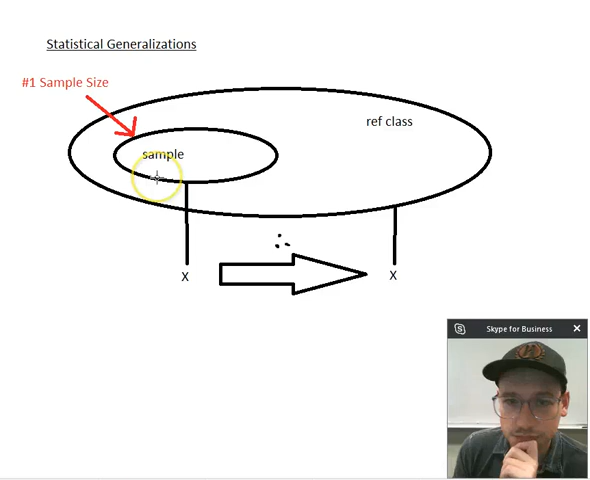 Statistical Generalizations
#1 Sample Size
ref class
sample
∴
X
X
Skype for Business